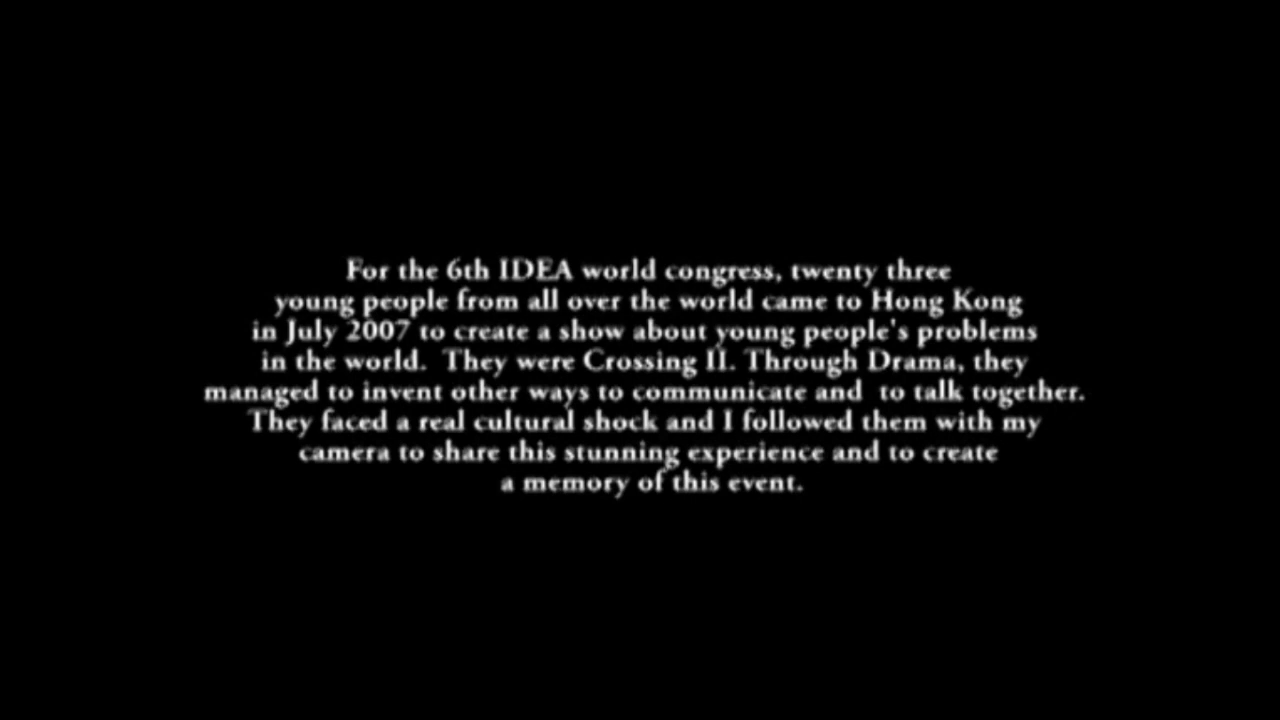 For the 6th IDEA world congress, twenty three
young people from all over the world came to Hong Kong
in July 2007 to create a show about young people's problems
in the world.  They were Crossing II. Through Drama, they
managed to invent other ways to communicate and  to talk together.
They faced a real cultural shock and I followed them with my
camera to share this stunning experience and to create
a memory of this event.